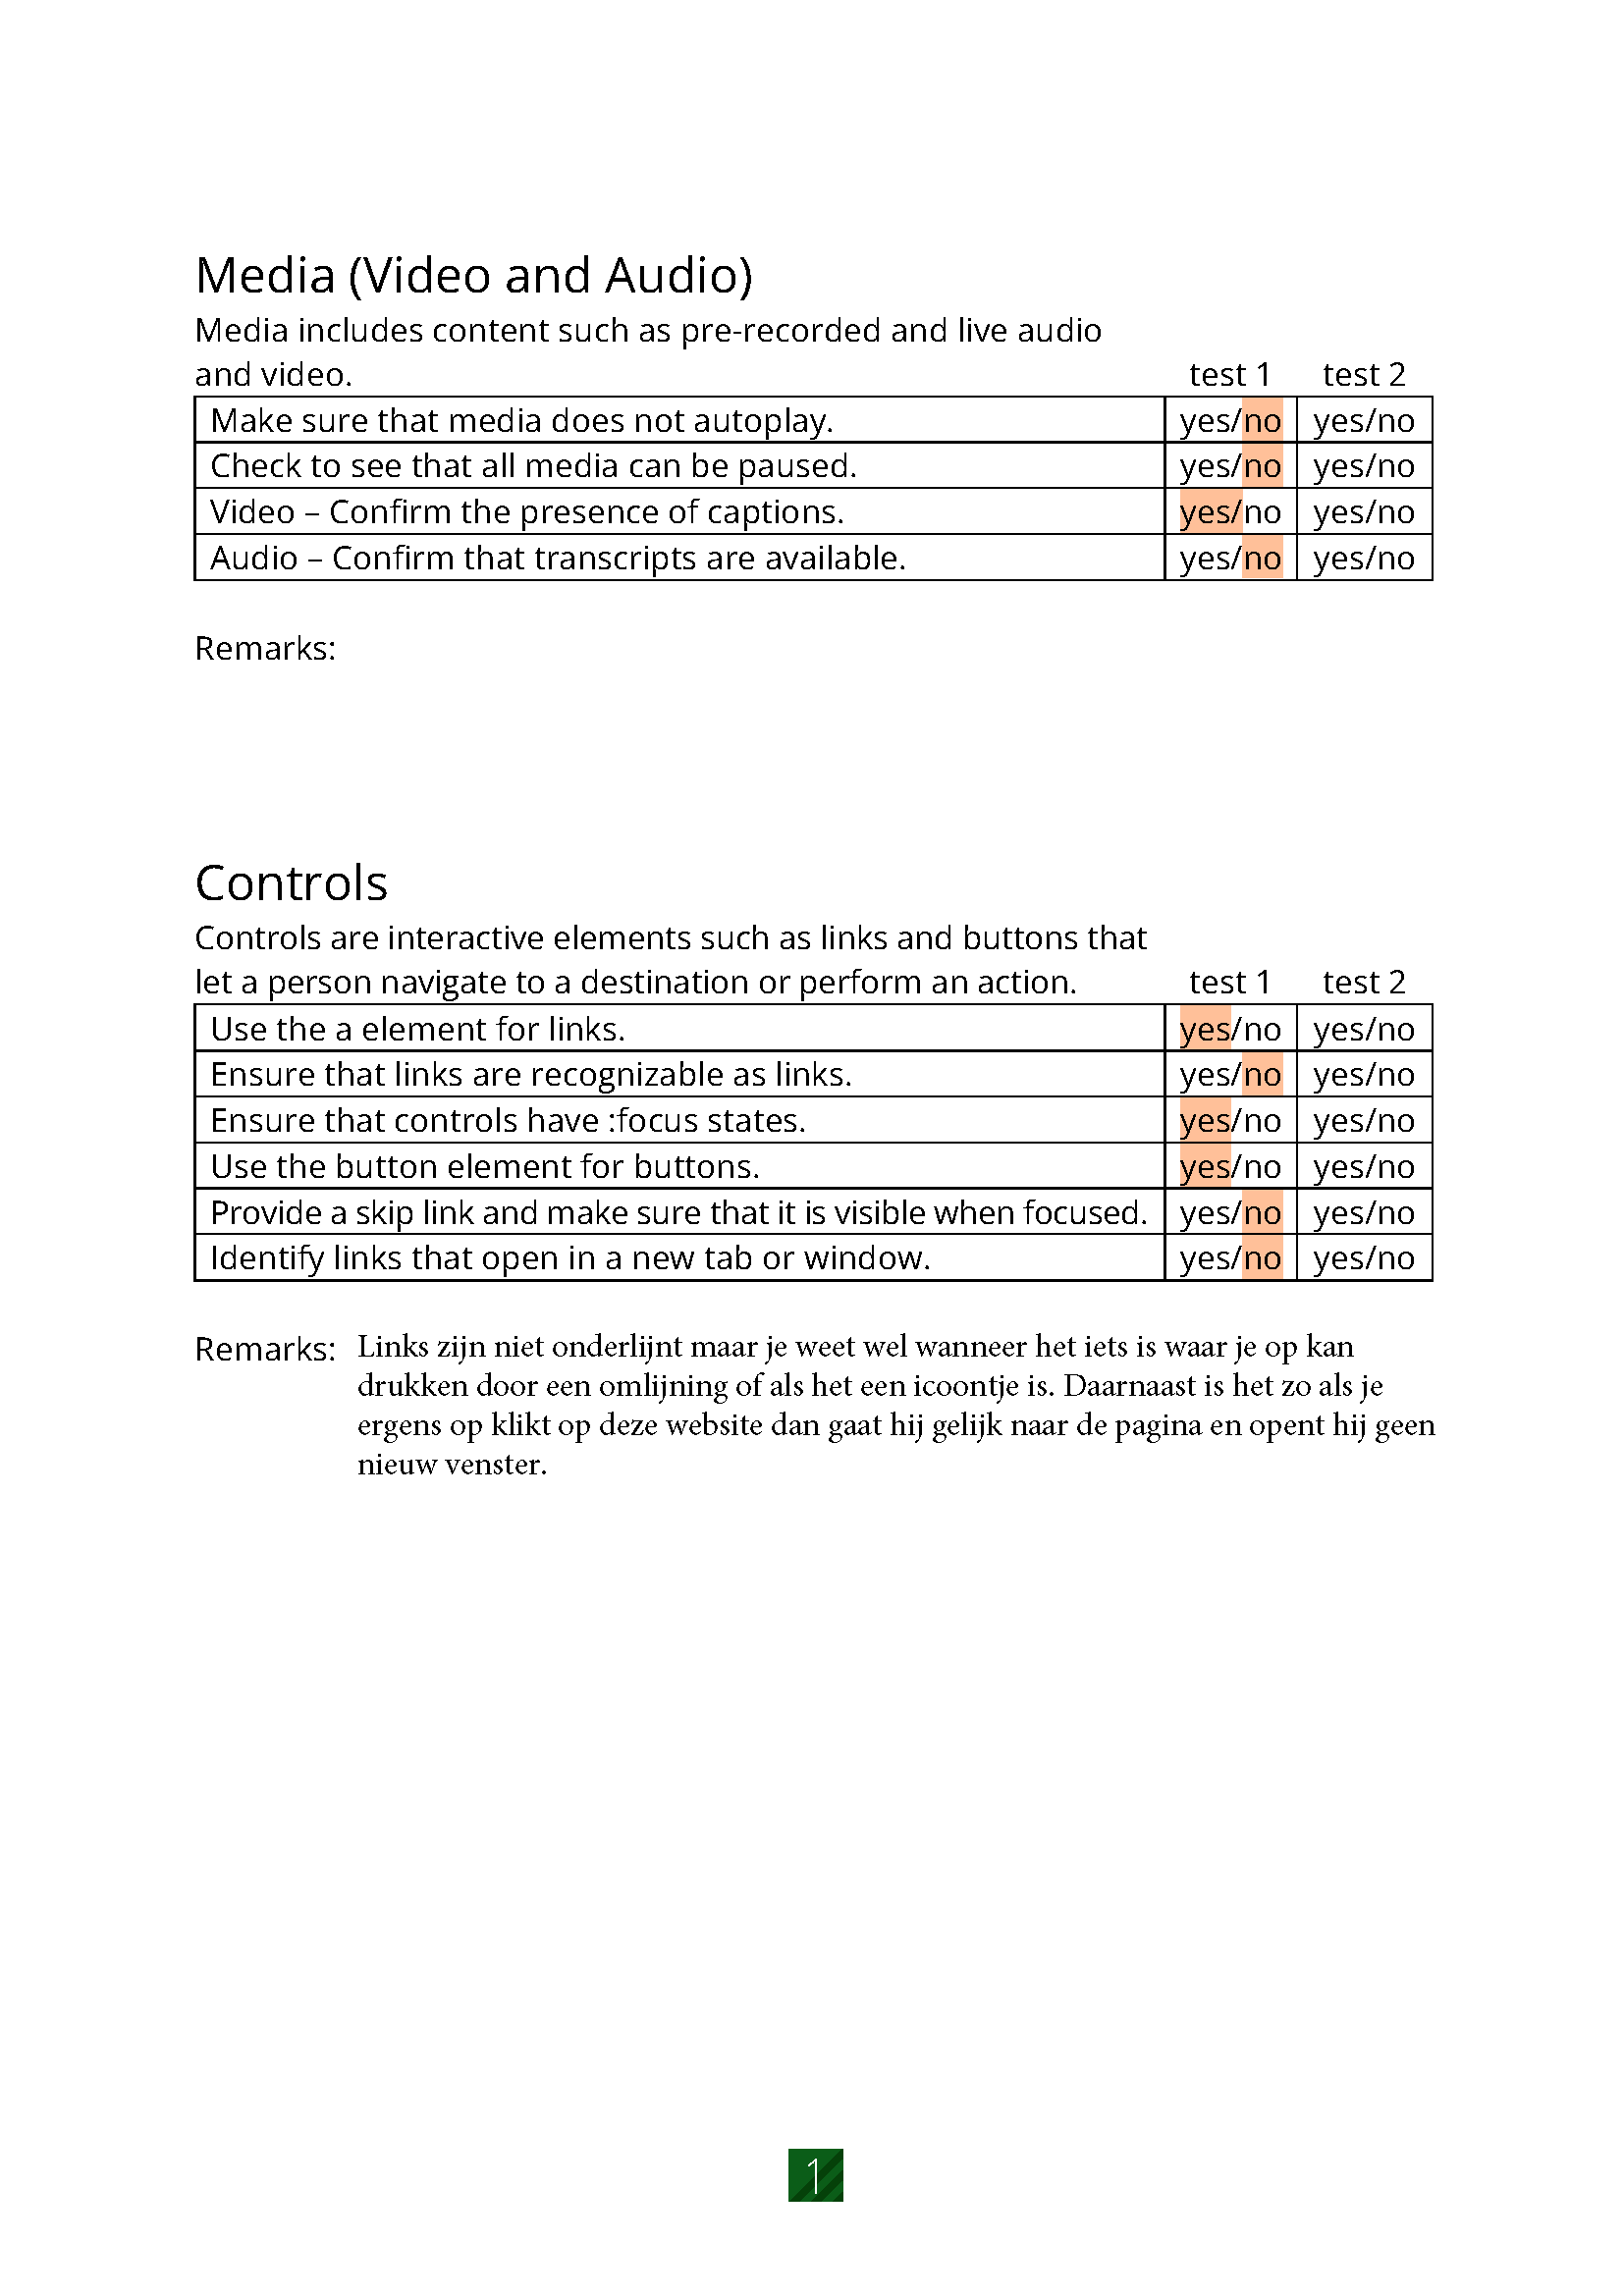 Media (Video and Audio)
Media includes content such as pre-recorded and live audio
and video. test 1 test 2
Make sure that media does not autoplay. yes/no yes/no
Check to see that all media can be paused. yes/no yes/no
Video – Confirm the presence of captions. yes/no yes/no
Audio – Confirm that transcripts are available. yes/no yes/no
Remarks:
Controls
Controls are interactive elements such as links and buttons that
let a person navigate to a destination or perform an action. test 1 test 2
Use the a element for links. yes/no yes/no
Ensure that links are recognizable as links. yes/no yes/no
Ensure that controls have :focus states. yes/no yes/no
Use the button element for buttons. yes/no yes/no
Provide a skip link and make sure that it is visible when focused. yes/no yes/no
Identify links that open in a new tab or window. yes/no yes/no
Remarks: Links zijn niet onderlijnt maar je weet wel wanneer het iets is waar je op kan
drukken door een omlijning of als het een icoontje is. Daarnaast is het zo als je
ergens op klikt op deze website dan gaat hij gelijk naar de pagina en opent hij geen
nieuw venster.
1